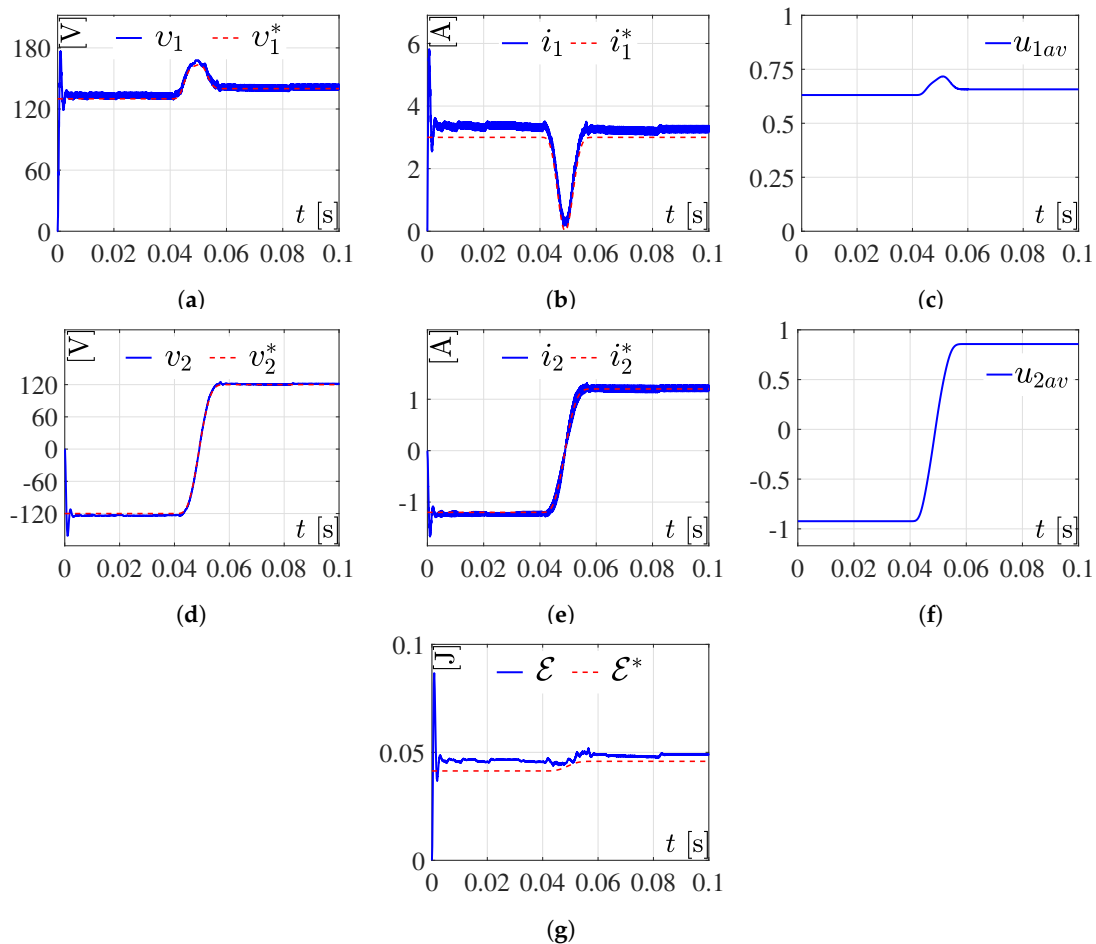 [V] v₁ v₁* [A] i₁ i₁* 1
180 6 u₁ₐᵥ
120 4 0.75
0.5
60 2 0.25
t [s] t [s] t [s]
0 0 0
0 0.02 0.04 0.06 0.08 0.1 0 0.02 0.04 0.06 0.08 0.1 0 0.02 0.04 0.06 0.08 0.1
(a) (b) (c)
[V] v₂ v₂* [A] i₂ i₂* 1
120 1 u₂ₐᵥ
60 0.5
0 0 0
-60 -0.5
-120 -1 -1
t [s] t [s] t [s]
0 0.02 0.04 0.06 0.08 0.1 0 0.02 0.04 0.06 0.08 0.1 0 0.02 0.04 0.06 0.08 0.1
(d) (e) (f)
0.1 [J] ℰ ℰ*
0.05
t [s]
0
0 0.02 0.04 0.06 0.08 0.1
(g)